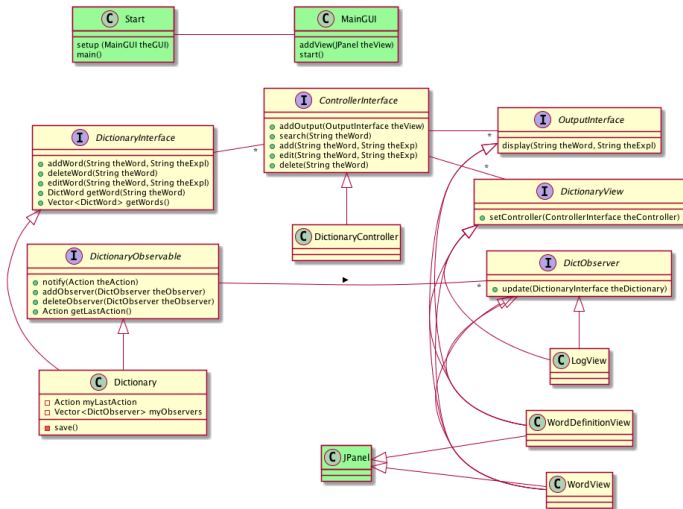 C Start
setup (MainGUI theGUI)
main()
C MainGUI
addView(JPanel theView)
start()
I ControllerInterface
addOutput(OutputInterface theView)
search(String theWord)
add(String theWord, String theExp)
edit(String theWord, String theExp)
delete(String theWord)
I OutputInterface
display(String theWord, String theExpl)
I DictionaryInterface
addWord(String theWord, String theExpl)
deleteWord(String theWord)
editWord(String theWord, String theExpl)
DictWord getWord(String theWord)
Vector<DictWord> getWords()
*
*
*
I DictionaryView
setController(ControllerInterface theController)
C DictionaryController
I DictionaryObservable
notify(Action theAction)
addObserver(DictObserver theObserver)
deleteObserver(DictObserver theObserver)
Action getLastAction()
I DictObserver
update(DictionaryInterface theDictionary)
*
C LogView
C Dictionary
Action myLastAction
Vector<DictObserver> myObservers
save()
C WordDefinitionView
C JPanel
C WordView